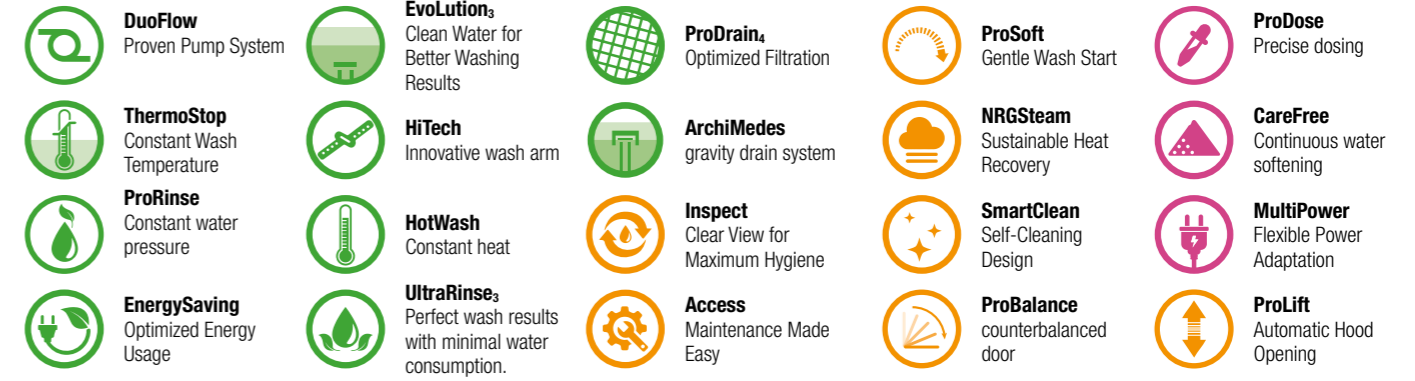 DuoFlow
Proven Pump System
ThermoStop
Constant Wash
Temperature
ProRinse
Constant water
pressure
EnergySaving
Optimized Energy
Usage
EvoLution₃
Clean Water for
Better Washing
Results
HiTech
Innovative wash arm
HotWash
Constant heat
UltraRinse₃
Perfect wash results
with minimal water
consumption.
ProDrain₄
Optimized Filtration
ArchiMedes
gravity drain system
Inspect
Clear View for
Maximum Hygiene
Access
Maintenance Made
Easy
ProSoft
Gentle Wash Start
NRGSteam
Sustainable Heat
Recovery
SmartClean
Self-Cleaning
Design
ProBalance
counterbalanced
door
ProDose
Precise dosing
CareFree
Continuous water
softening
MultiPower
Flexible Power
Adaptation
ProLift
Automatic Hood
Opening